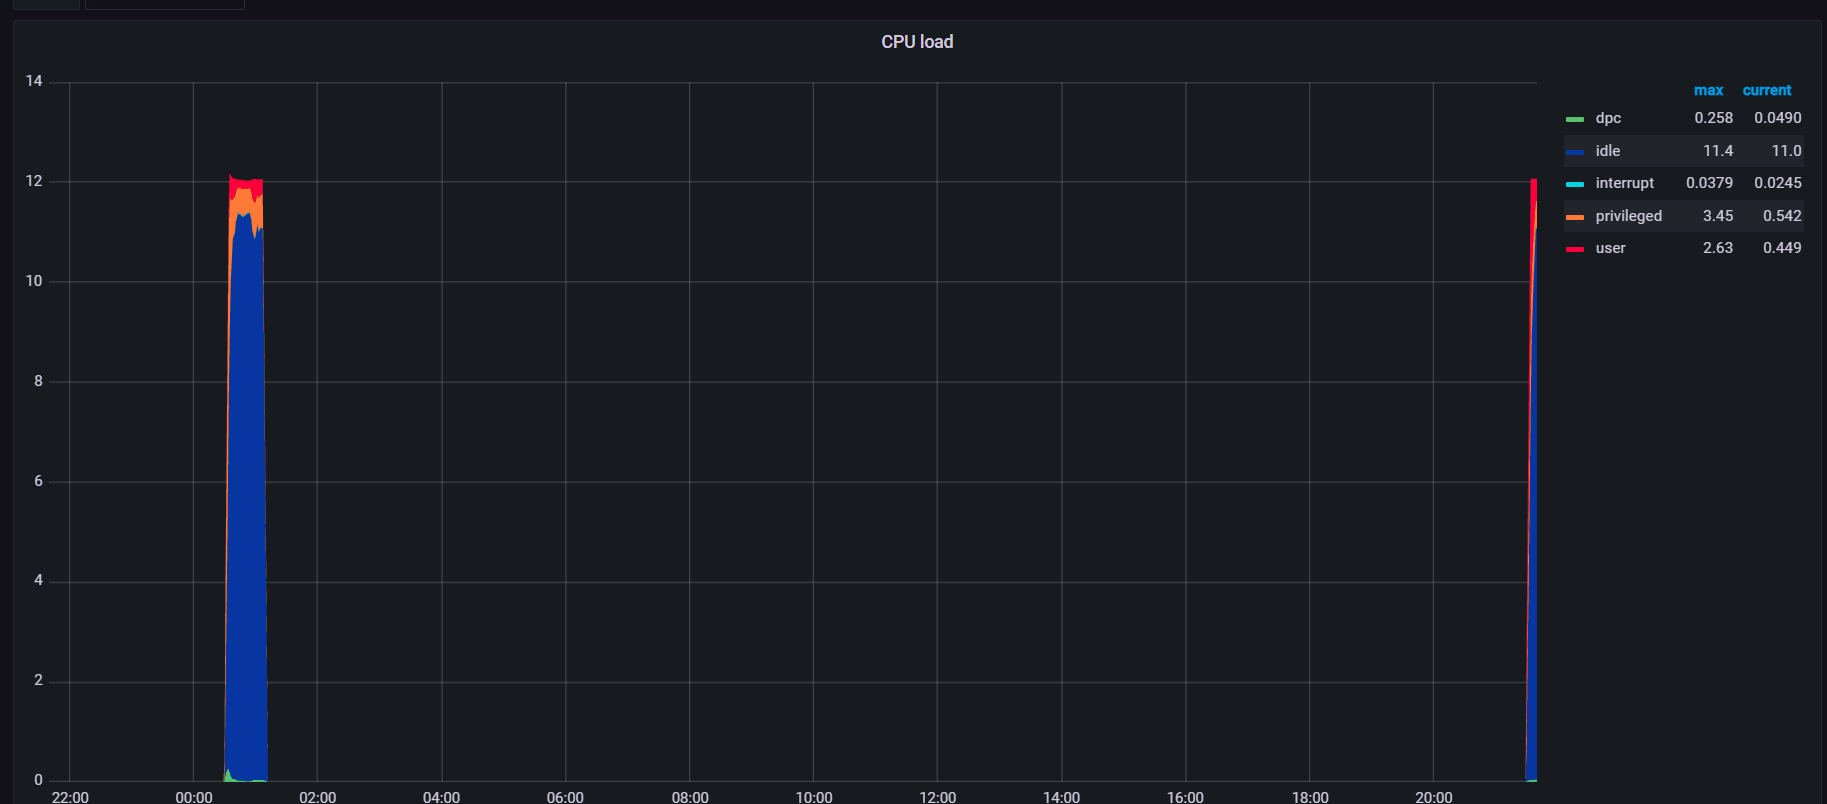 CPU load
14
12
10
8
6
4
2
0
22:00 00:00 02:00 04:00 06:00 08:00 10:00 12:00 14:00 16:00 18:00 20:00
max current
dpc 0.258 0.0490
idle 11.4 11.0
interrupt 0.0379 0.0245
privileged 3.45 0.542
user 2.63 0.449